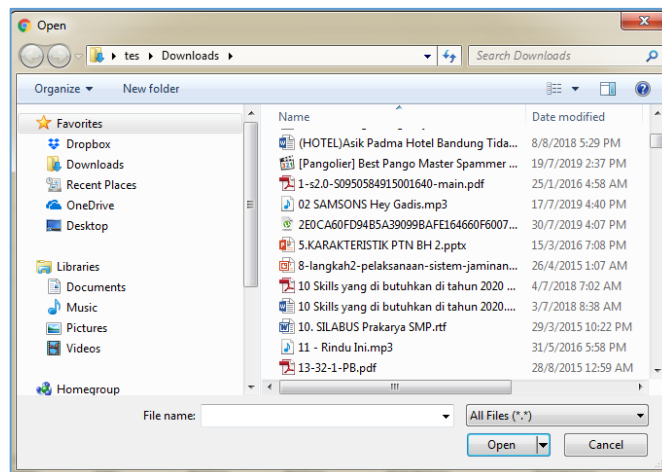 Open
tes Downloads
Search Downloads
Organize New folder
Favorites
Dropbox
Downloads
Recent Places
OneDrive
Desktop
Libraries
Documents
Music
Pictures
Videos
Homegroup
Name Date modified
(HOTEL)Asik Padma Hotel Bandung Tida... 8/8/2018 5:29 PM
[Pangolier] Best Pango Master Spammer ... 19/7/2019 2:37 PM
1-s2.0-S0950584915001640-main.pdf 25/1/2016 4:58 AM
02 SAMSONS Hey Gadis.mp3 17/7/2019 4:40 PM
2E0CA60FD94B5A39099BAFE164660F6007... 30/7/2019 4:07 PM
5.KARAKTERISTIK PTN BH 2.pptx 15/3/2016 7:08 PM
8-langkah2-pelaksanaan-sistem-jaminan... 26/4/2015 1:07 AM
10 Skills yang di butuhkan di tahun 2020 ... 4/7/2018 7:02 AM
10 Skills yang di butuhkan di tahun 2020.... 3/7/2018 8:38 AM
10. SILABUS Prakarya SMP.rtf 29/3/2015 10:22 PM
11 - Rindu Ini.mp3 31/5/2016 5:58 PM
13-32-1-PB.pdf 28/8/2015 12:59 AM
File name: All Files (*.*)
Open Cancel